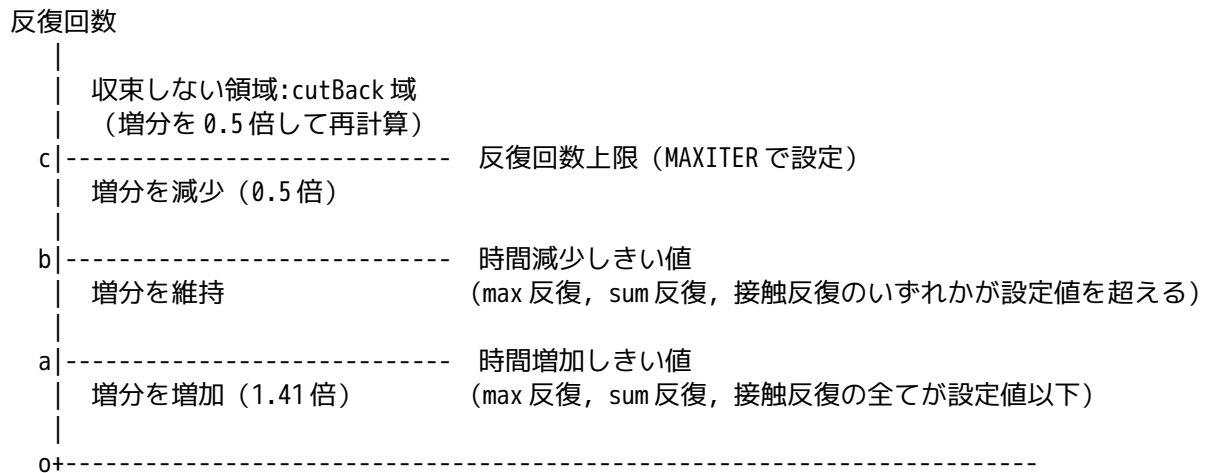 反復回数
|
| 収束しない領域:cutBack域
| （増分を0.5倍して再計算）
c|----------------------------- 反復回数上限（MAXITERで設定）
| 増分を減少（0.5倍）
|
b|----------------------------- 時間減少しきい値
| 増分を維持 （max反復, sum反復, 接触反復のいずれかが設定値を超える）
|
a|----------------------------- 時間増加しきい値
| 増分を増加（1.41倍） （max反復, sum反復, 接触反復の全てが設定値以下）
|
o+-------------------------------------------------------------------------